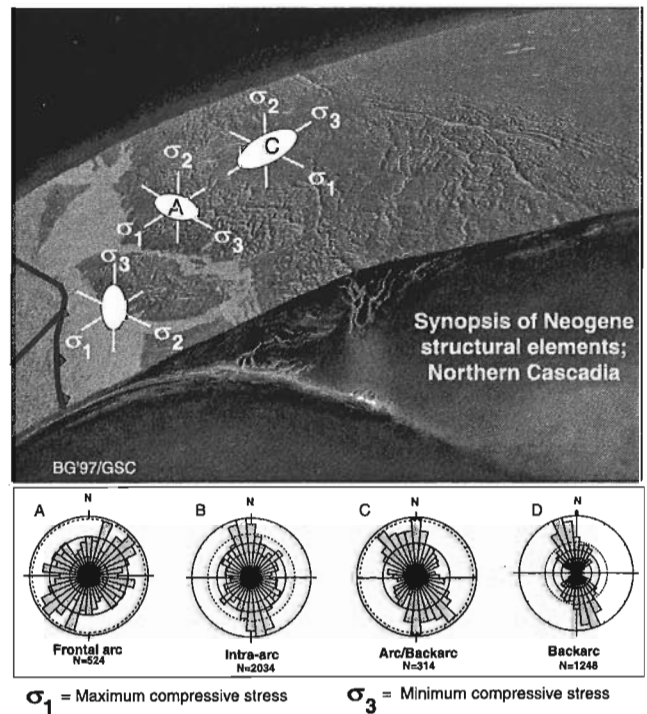 σ2
σ3
C
σ2
σ1
A
σ1
σ3
σ3
σ1
σ2
Synopsis of Neogene
structural elements;
Northern Cascadia
BG'97/GSC
A N B N C N D N
Frontal arc Intra-arc Arc/Backarc Backarc
N=524 N=2034 N=314 N=1248
σ1 = Maximum compressive stress σ3 = Minimum compressive stress